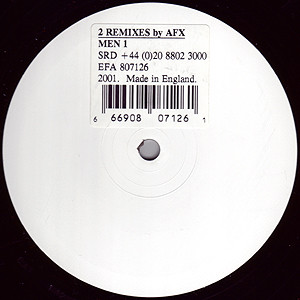 2 REMIXES by AFX
MEN 1
SRD +44 (0)20 8802 3000
EFA 807126
2001. Made in England.
6 66908 07126 1